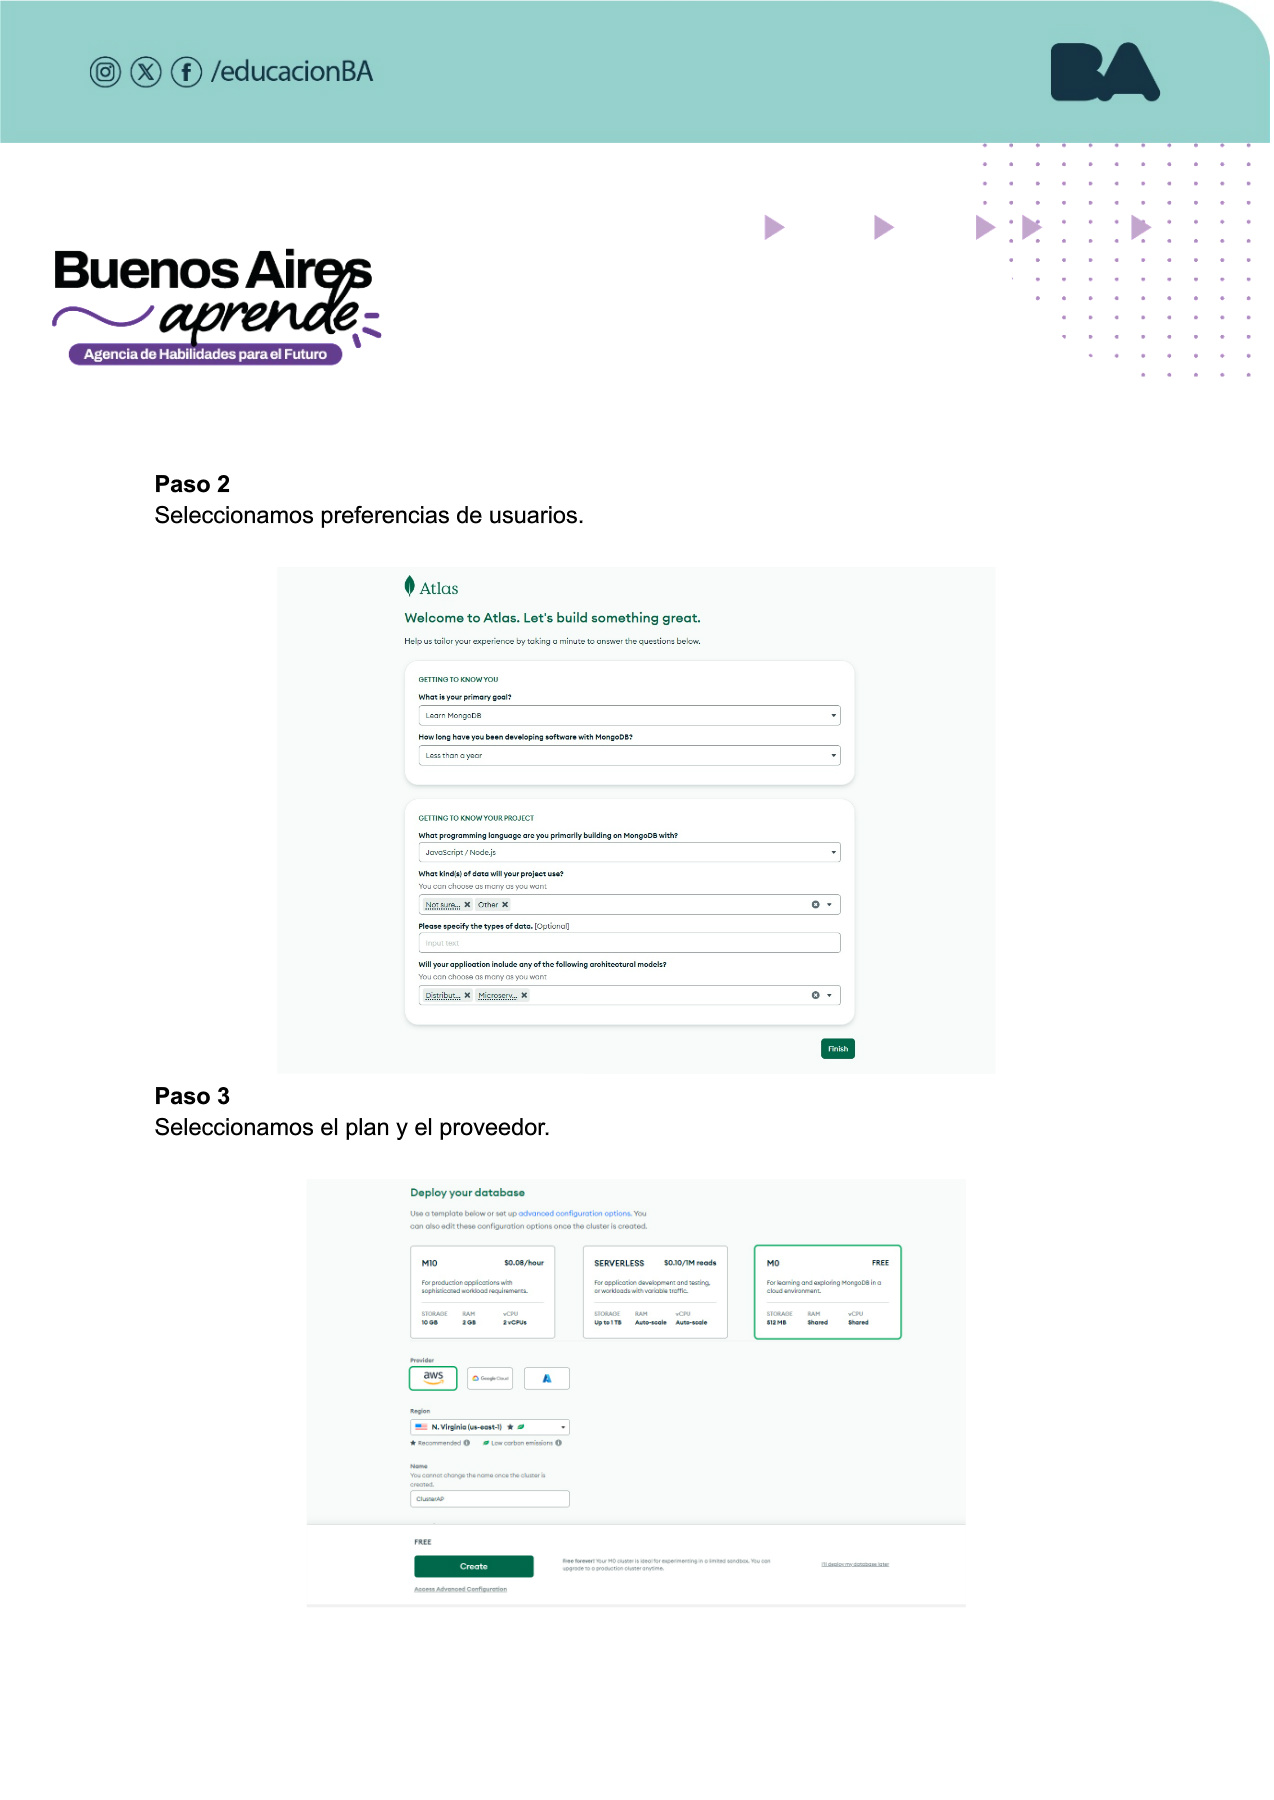 /educacionBA
BA
Buenos Aires
aprende
Agencia de Habilidades para el Futuro
Paso 2
Seleccionamos preferencias de usuarios.
Atlas
Welcome to Atlas. Let's build something great.
Help us tailor your experience by taking a minute to answer the questions below.
GETTING TO KNOW YOU
What is your primary goal?
Learn MongoDB
How long have you been developing software with MongoDB?
Less than a year
GETTING TO KNOW YOUR PROJECT
What programming language are you primarily building on MongoDB with?
JavaScript / Node.js
What kind(s) of data will your project use?
You can choose as many as you want
Not sure... Other
Please specify the types of data. [Optional]
Input text
Will your application include any of the following architectural models?
You can choose as many as you want
Distribut... Microserv...
Finish
Paso 3
Seleccionamos el plan y el proveedor.
Deploy your database
Use a template below or set up advanced configuration options. You
can also edit these configuration options once the cluster is created.
M10 $0.08/hour
For production applications with
sophisticated workload requirements.
STORAGE RAM vCPU
10 GB 2 GB 2 vCPUs
SERVERLESS $0.10/1M reads
For application development and testing,
or workloads with variable traffic.
STORAGE RAM vCPU
Up to 1 TB Auto-scale Auto-scale
M0 FREE
For learning and exploring MongoDB in a
cloud environment.
STORAGE RAM vCPU
512 MB Shared Shared
Provider
aws Google Cloud
Region
N. Virginia (us-east-1)
Recommended Low carbon emissions
Name
You cannot change the name once the cluster is
created.
ClusterAP
FREE
Create
Free forever! Your M0 cluster is ideal for experimenting in a limited sandbox. You can
upgrade to a production cluster anytime.
I'll deploy my database later
Access Advanced Configuration